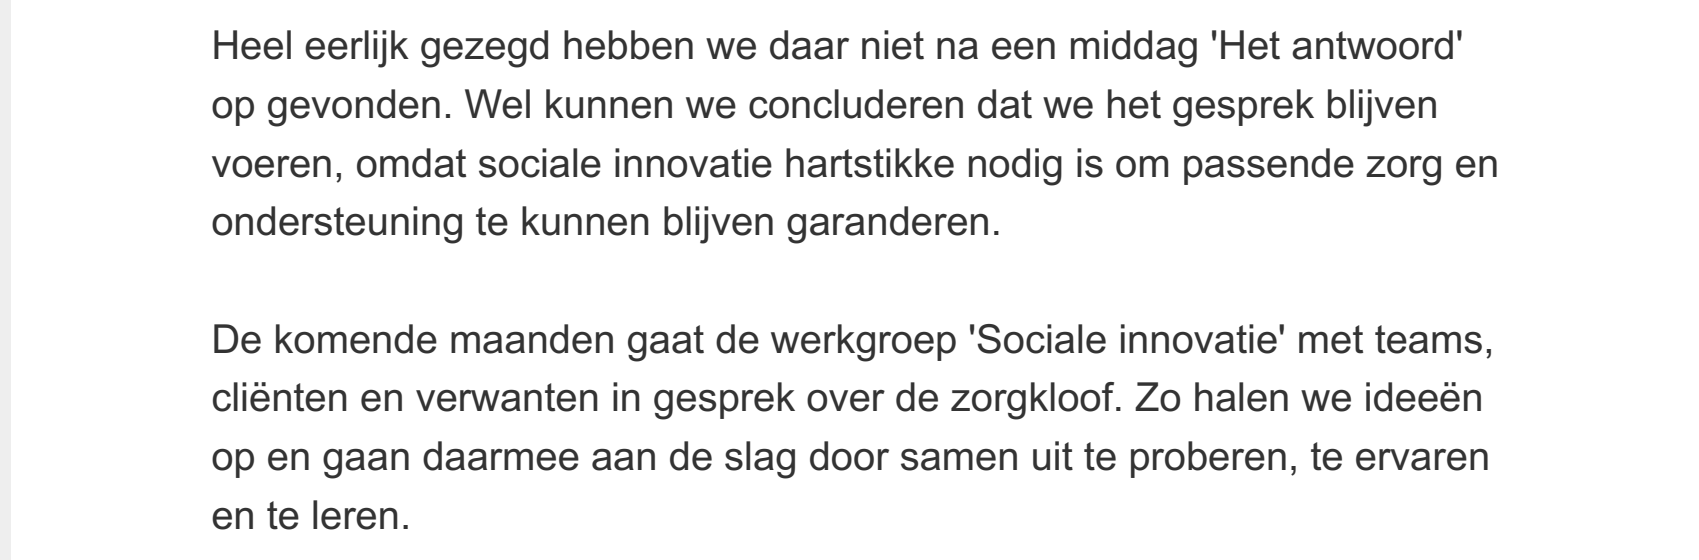 Heel eerlijk gezegd hebben we daar niet na een middag 'Het antwoord'
op gevonden. Wel kunnen we concluderen dat we het gesprek blijven
voeren, omdat sociale innovatie hartstikke nodig is om passende zorg en
ondersteuning te kunnen blijven garanderen.
De komende maanden gaat de werkgroep 'Sociale innovatie' met teams,
cliënten en verwanten in gesprek over de zorgkloof. Zo halen we ideeën
op en gaan daarmee aan de slag door samen uit te proberen, te ervaren
en te leren.